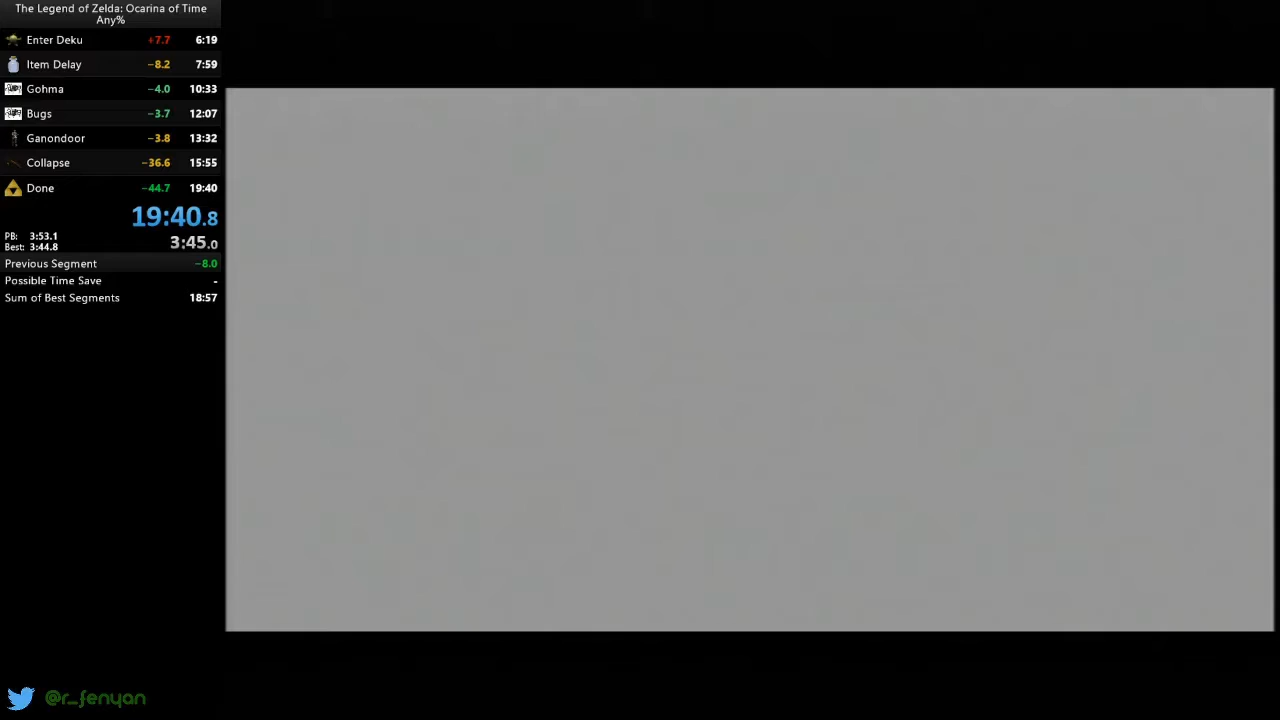 The Legend of Zelda: Ocarina of Time
Any%
Enter Deku +7.7 6:19
Item Delay −8.2 7:59
Gohma −4.0 10:33
Bugs −3.7 12:07
Ganondoor −3.8 13:32
Collapse −36.6 15:55
Done −44.7 19:40
19:40.8
PB: 3:53.1
Best: 3:44.8
3:45.0
Previous Segment −8.0
Possible Time Save -
Sum of Best Segments 18:57
@r_fenyan